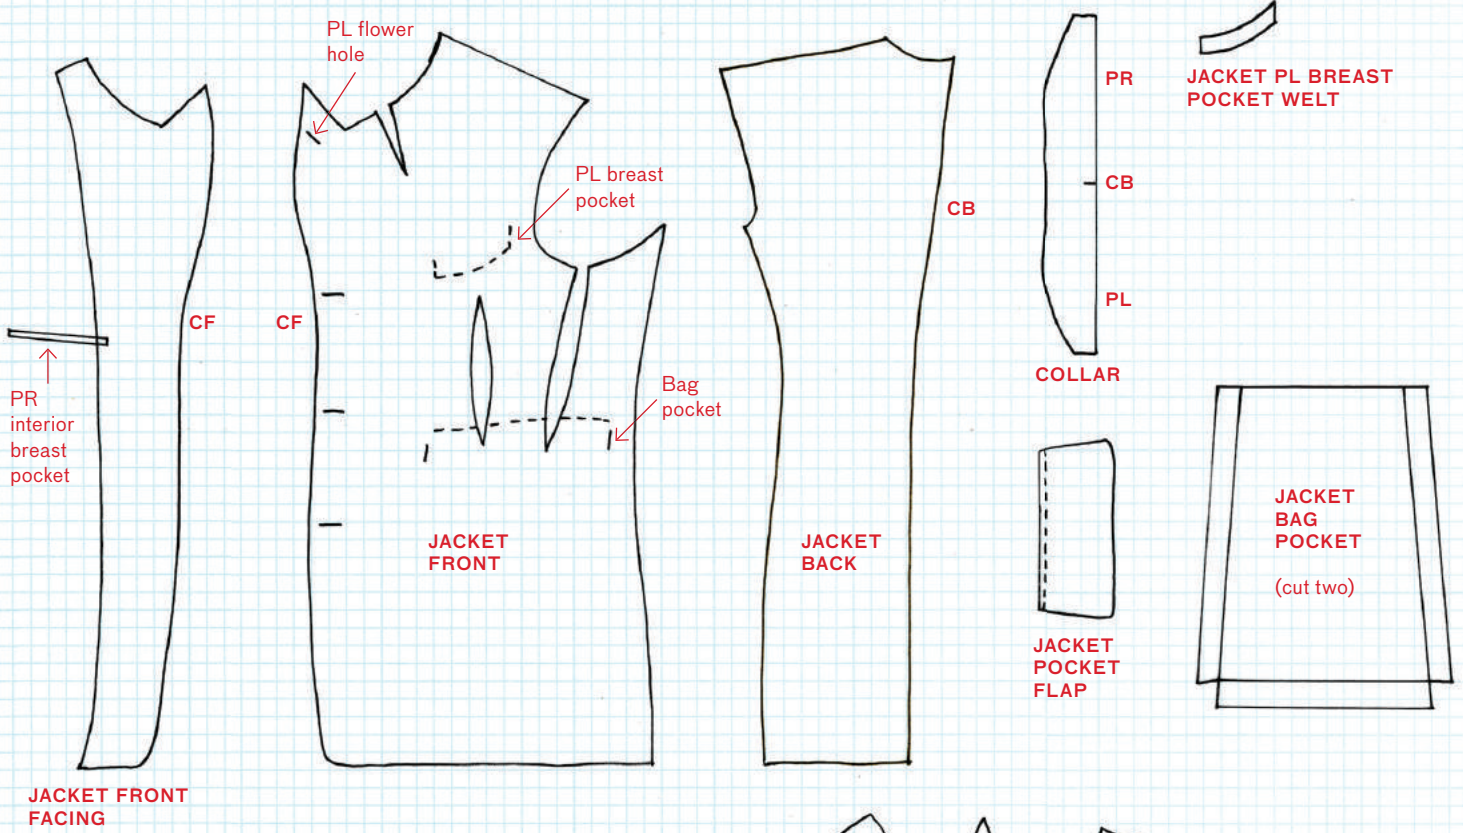 PL flower
hole
PR
JACKET PL BREAST
POCKET WELT
PL breast
pocket
CB
CB
CF
CF
PL
COLLAR
PR
interior
breast
pocket
Bag
pocket
JACKET
FRONT
JACKET
BACK
JACKET
BAG
POCKET
(cut two)
JACKET
POCKET
FLAP
JACKET FRONT
FACING